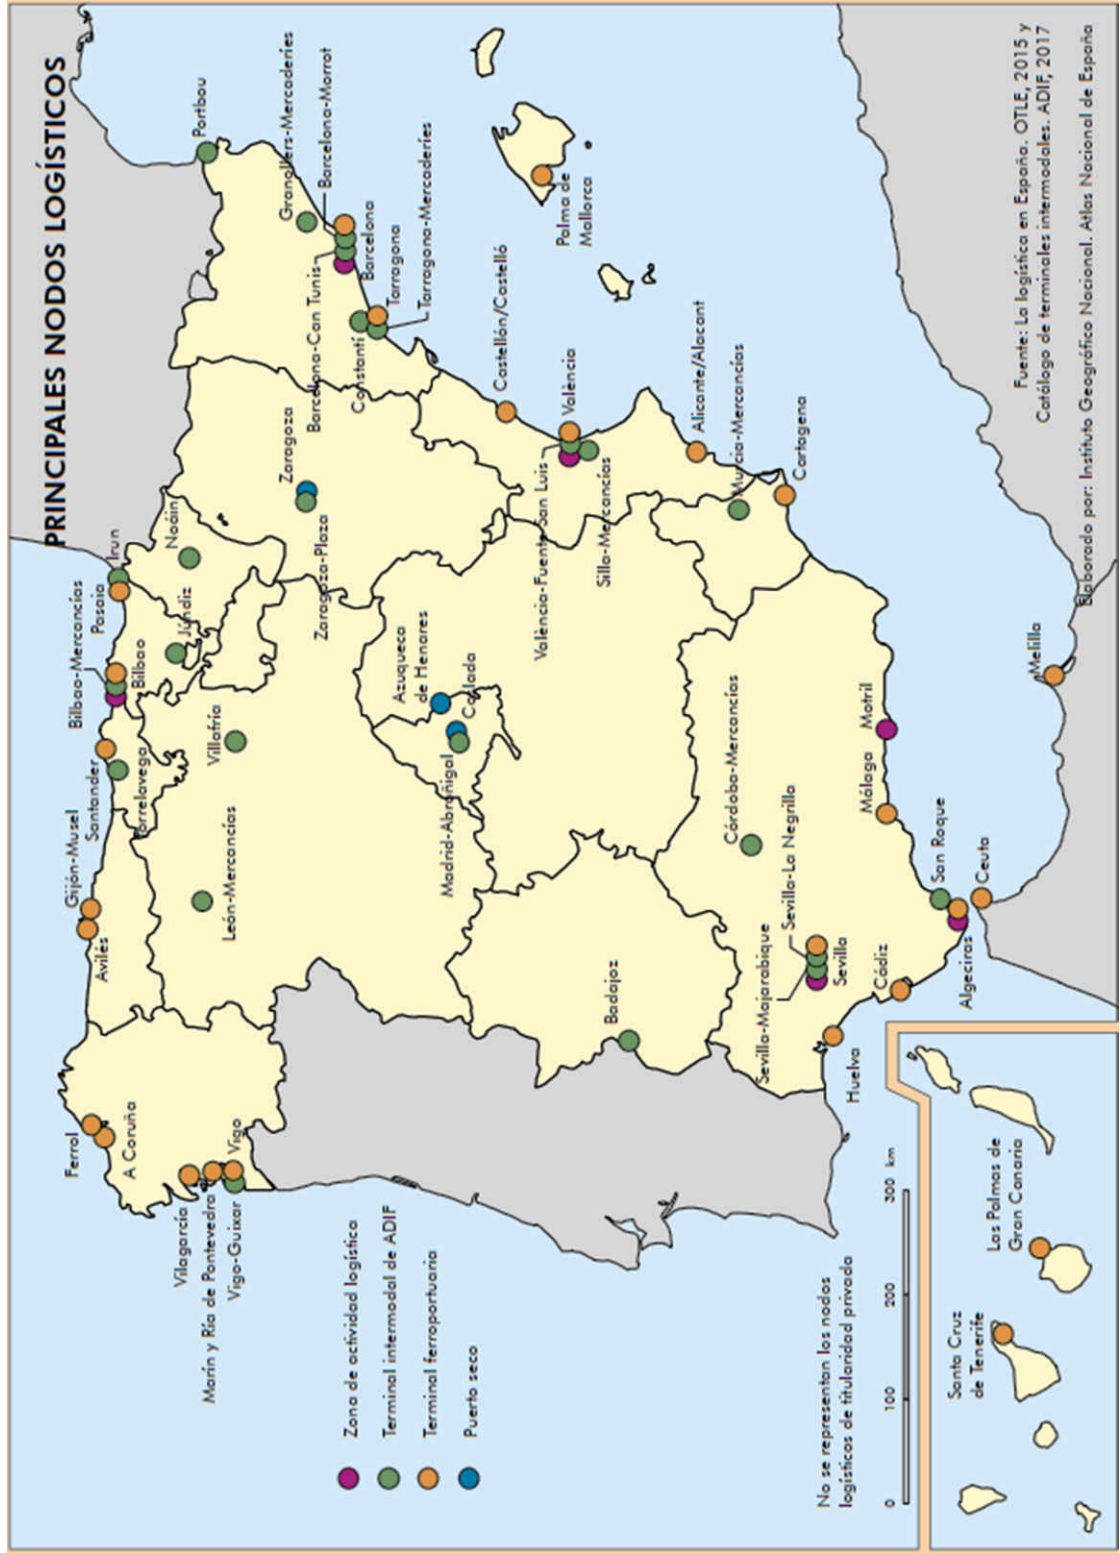 PRINCIPALES NODOS LOGÍSTICOS
Ferrol
A Coruña
Vilagarcía
Marín y Ría de Pontevedra
Vigo-Guixar
Vigo
Avilés
Gijón-Musel
Santander
Torrelavega
Bilbao-Mercancías
Bilbao
Pasaia
Irun
Júndiz
Noáin
León-Mercancías
Villafría
Zaragoza
Zaragoza-Plaza
Portbou
Granollers-Mercaderies
Barcelona-Morrot
Barcelona-Can Tunis
Barcelona
Constantí
Tarragona
Tarragona-Mercaderies
Azuqueca
de Henares
Coslada
Madrid-Abroñigal
Castellón/Castelló
València
València-Fuente San Luis
Silla-Mercancías
Palma de
Mallorca
Alicante/Alacant
Murcia-Mercancías
Cartagena
Badajoz
Córdoba-Mercancías
Sevilla-La Negrilla
Sevilla-Majarabique
Sevilla
Huelva
Cádiz
Málaga
Motril
San Roque
Algeciras
Ceuta
Melilla
Zona de actividad logística
Terminal intermodal de ADIF
Terminal ferroportuaria
Puerto seco
No se representan los nodos
logísticos de titularidad privada
0 100 200 300 km
Santa Cruz
de Tenerife
Las Palmas de
Gran Canaria
Fuente: La logística en España. OTLE, 2015 y
Catálogo de terminales intermodales. ADIF, 2017
Elaborado por: Instituto Geográfico Nacional. Atlas Nacional de España